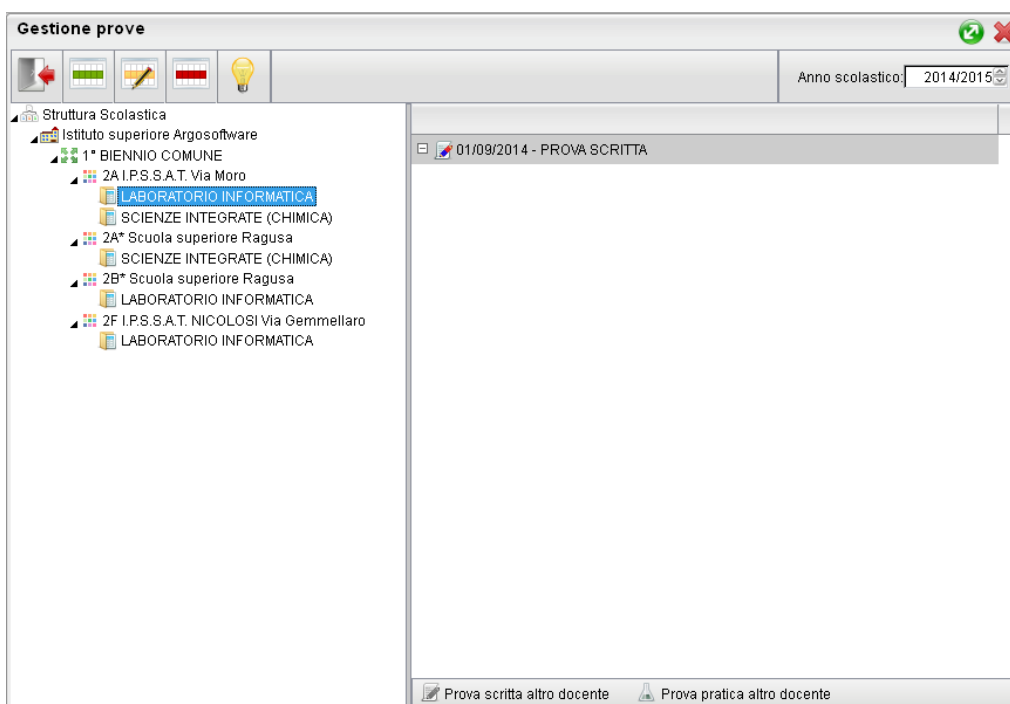 Gestione prove
Anno scolastico: 2014/2015
Struttura Scolastica
Istituto superiore Argosoftware
1° BIENNIO COMUNE
2A I.P.S.S.A.T. Via Moro
LABORATORIO INFORMATICA
SCIENZE INTEGRATE (CHIMICA)
2A* Scuola superiore Ragusa
SCIENZE INTEGRATE (CHIMICA)
2B* Scuola superiore Ragusa
LABORATORIO INFORMATICA
2F I.P.S.S.A.T. NICOLOSI Via Gemmellaro
LABORATORIO INFORMATICA
01/09/2014 - PROVA SCRITTA
Prova scritta altro docente Prova pratica altro docente